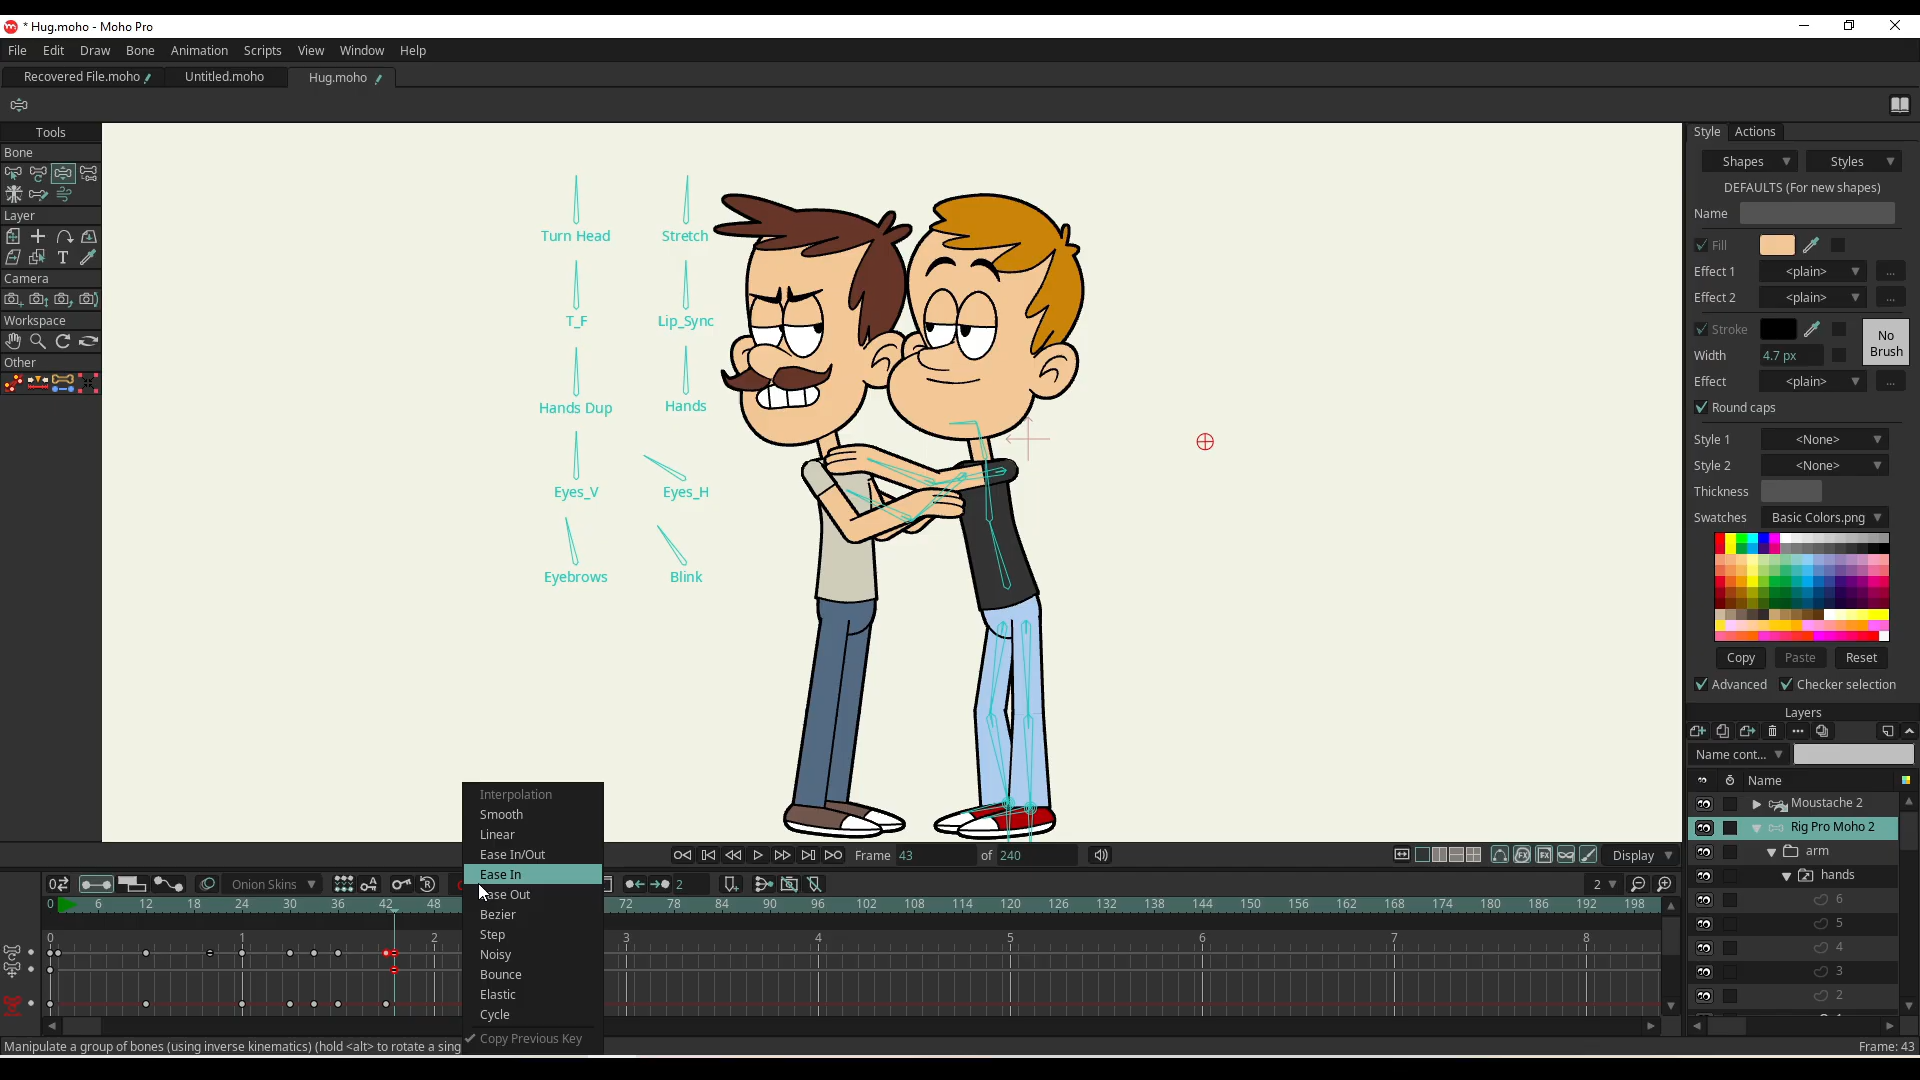 * Hug.moho - Moho Pro
File Edit Draw Bone Animation Scripts View Window Help
Recovered File.moho Untitled.moho Hug.moho
Tools
Bone
Layer
Camera
Workspace
Other
Turn Head Stretch
T_F Lip_Sync
Hands Dup Hands
Eyes_V Eyes_H
Eyebrows Blink
Style Actions
Shapes Styles
DEFAULTS (For new shapes)
Name
Fill
Effect 1 <plain> ...
Effect 2 <plain> ...
Stroke
No
Brush
Width 4.7 px
Effect <plain> ...
Round caps
Style 1 <None>
Style 2 <None>
Thickness
Swatches Basic Colors.png
Copy Paste Reset
Advanced Checker selection
Layers
Name cont...
Name
Moustache 2
Rig Pro Moho 2
arm
hands
6
5
4
3
2
Interpolation
Smooth
Linear
Ease In/Out
Ease In
Ease Out
Bezier
Step
Noisy
Bounce
Elastic
Cycle
Copy Previous Key
Frame 43 of 240
Display
Onion Skins 2 2
0 6 12 18 24 30 36 42 48 72 78 84 90 96 102 108 114 120 126 132 138 144 150 156 162 168 174 180 186 192 198
0 1 2 3 4 5 6 7 8
Manipulate a group of bones (using inverse kinematics) (hold <alt> to rotate a sing
Frame: 43